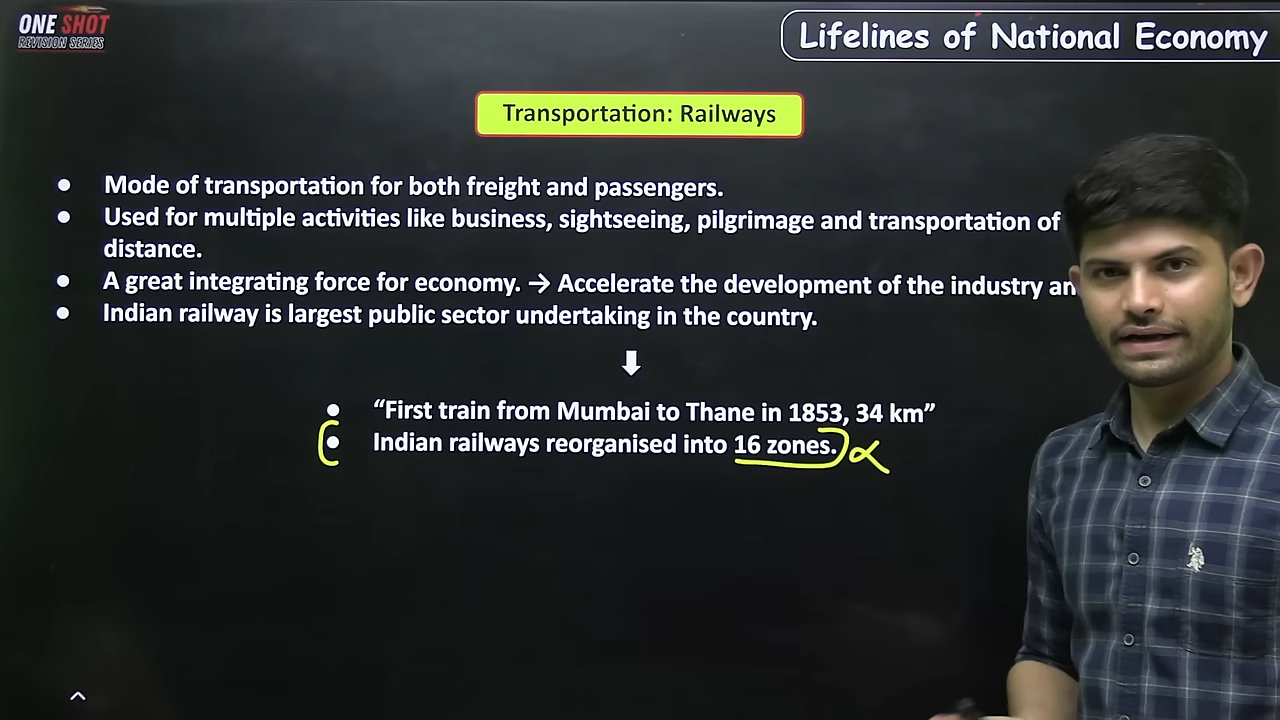 ONE SHOT
REVISION SERIES
Lifelines of National Economy
Transportation: Railways
● Mode of transportation for both freight and passengers.
● Used for multiple activities like business, sightseeing, pilgrimage and transportation of
distance.
● A great integrating force for economy. → Accelerate the development of the industry an
● Indian railway is largest public sector undertaking in the country.
● “First train from Mumbai to Thane in 1853, 34 km”
● Indian railways reorganised into 16 zones.